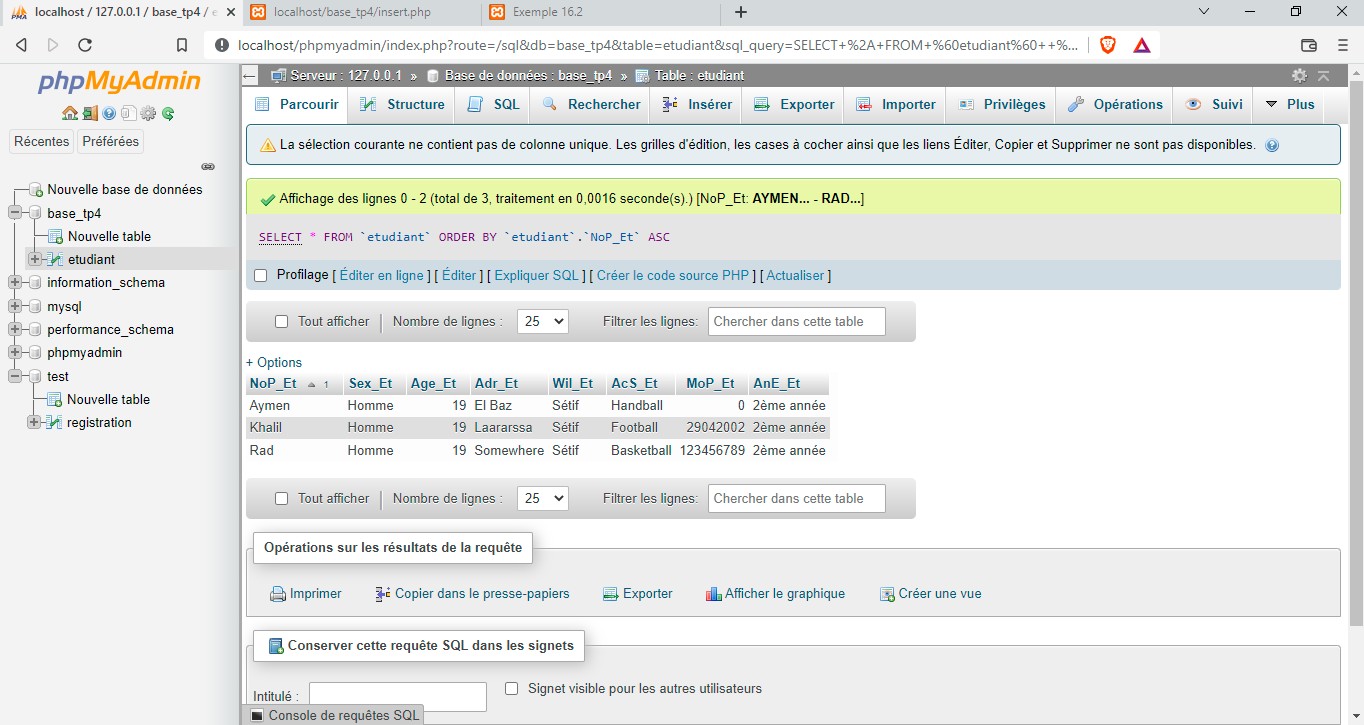 localhost / 127.0.0.1 / base_tp4 / e
localhost/base_tp4/insert.php
Exemple 16.2
localhost/phpmyadmin/index.php?route=/sql&db=base_tp4&table=etudiant&sql_query=SELECT+%2A+FROM+%60etudiant%60++%...
phpMyAdmin
Récentes
Préférées
Nouvelle base de données
base_tp4
Nouvelle table
etudiant
information_schema
mysql
performance_schema
phpmyadmin
test
Nouvelle table
registration
Serveur : 127.0.0.1 » Base de données : base_tp4 » Table : etudiant
Parcourir Structure SQL Rechercher Insérer Exporter Importer Privilèges Opérations Suivi Plus
La sélection courante ne contient pas de colonne unique. Les grilles d'édition, les cases à cocher ainsi que les liens Éditer, Copier et Supprimer ne sont pas disponibles.
Affichage des lignes 0 - 2 (total de 3, traitement en 0,0016 seconde(s).) [NoP_Et: AYMEN... - RAD...]
SELECT * FROM `etudiant` ORDER BY `etudiant`.`NoP_Et` ASC
Profilage [ Éditer en ligne ] [ Éditer ] [ Expliquer SQL ] [ Créer le code source PHP ] [ Actualiser ]
Tout afficher | Nombre de lignes : 25 Filtrer les lignes: Chercher dans cette table
+ Options
NoP_Et 1 Sex_Et Age_Et Adr_Et Wil_Et AcS_Et MoP_Et AnE_Et
Aymen Homme 19 El Baz Sétif Handball 0 2ème année
Khalil Homme 19 Laararssa Sétif Football 29042002 2ème année
Rad Homme 19 Somewhere Sétif Basketball 123456789 2ème année
Tout afficher | Nombre de lignes : 25 Filtrer les lignes: Chercher dans cette table
Opérations sur les résultats de la requête
Imprimer Copier dans le presse-papiers Exporter Afficher le graphique Créer une vue
Conserver cette requête SQL dans les signets
Intitulé : Signet visible pour les autres utilisateurs
Console de requêtes SQL